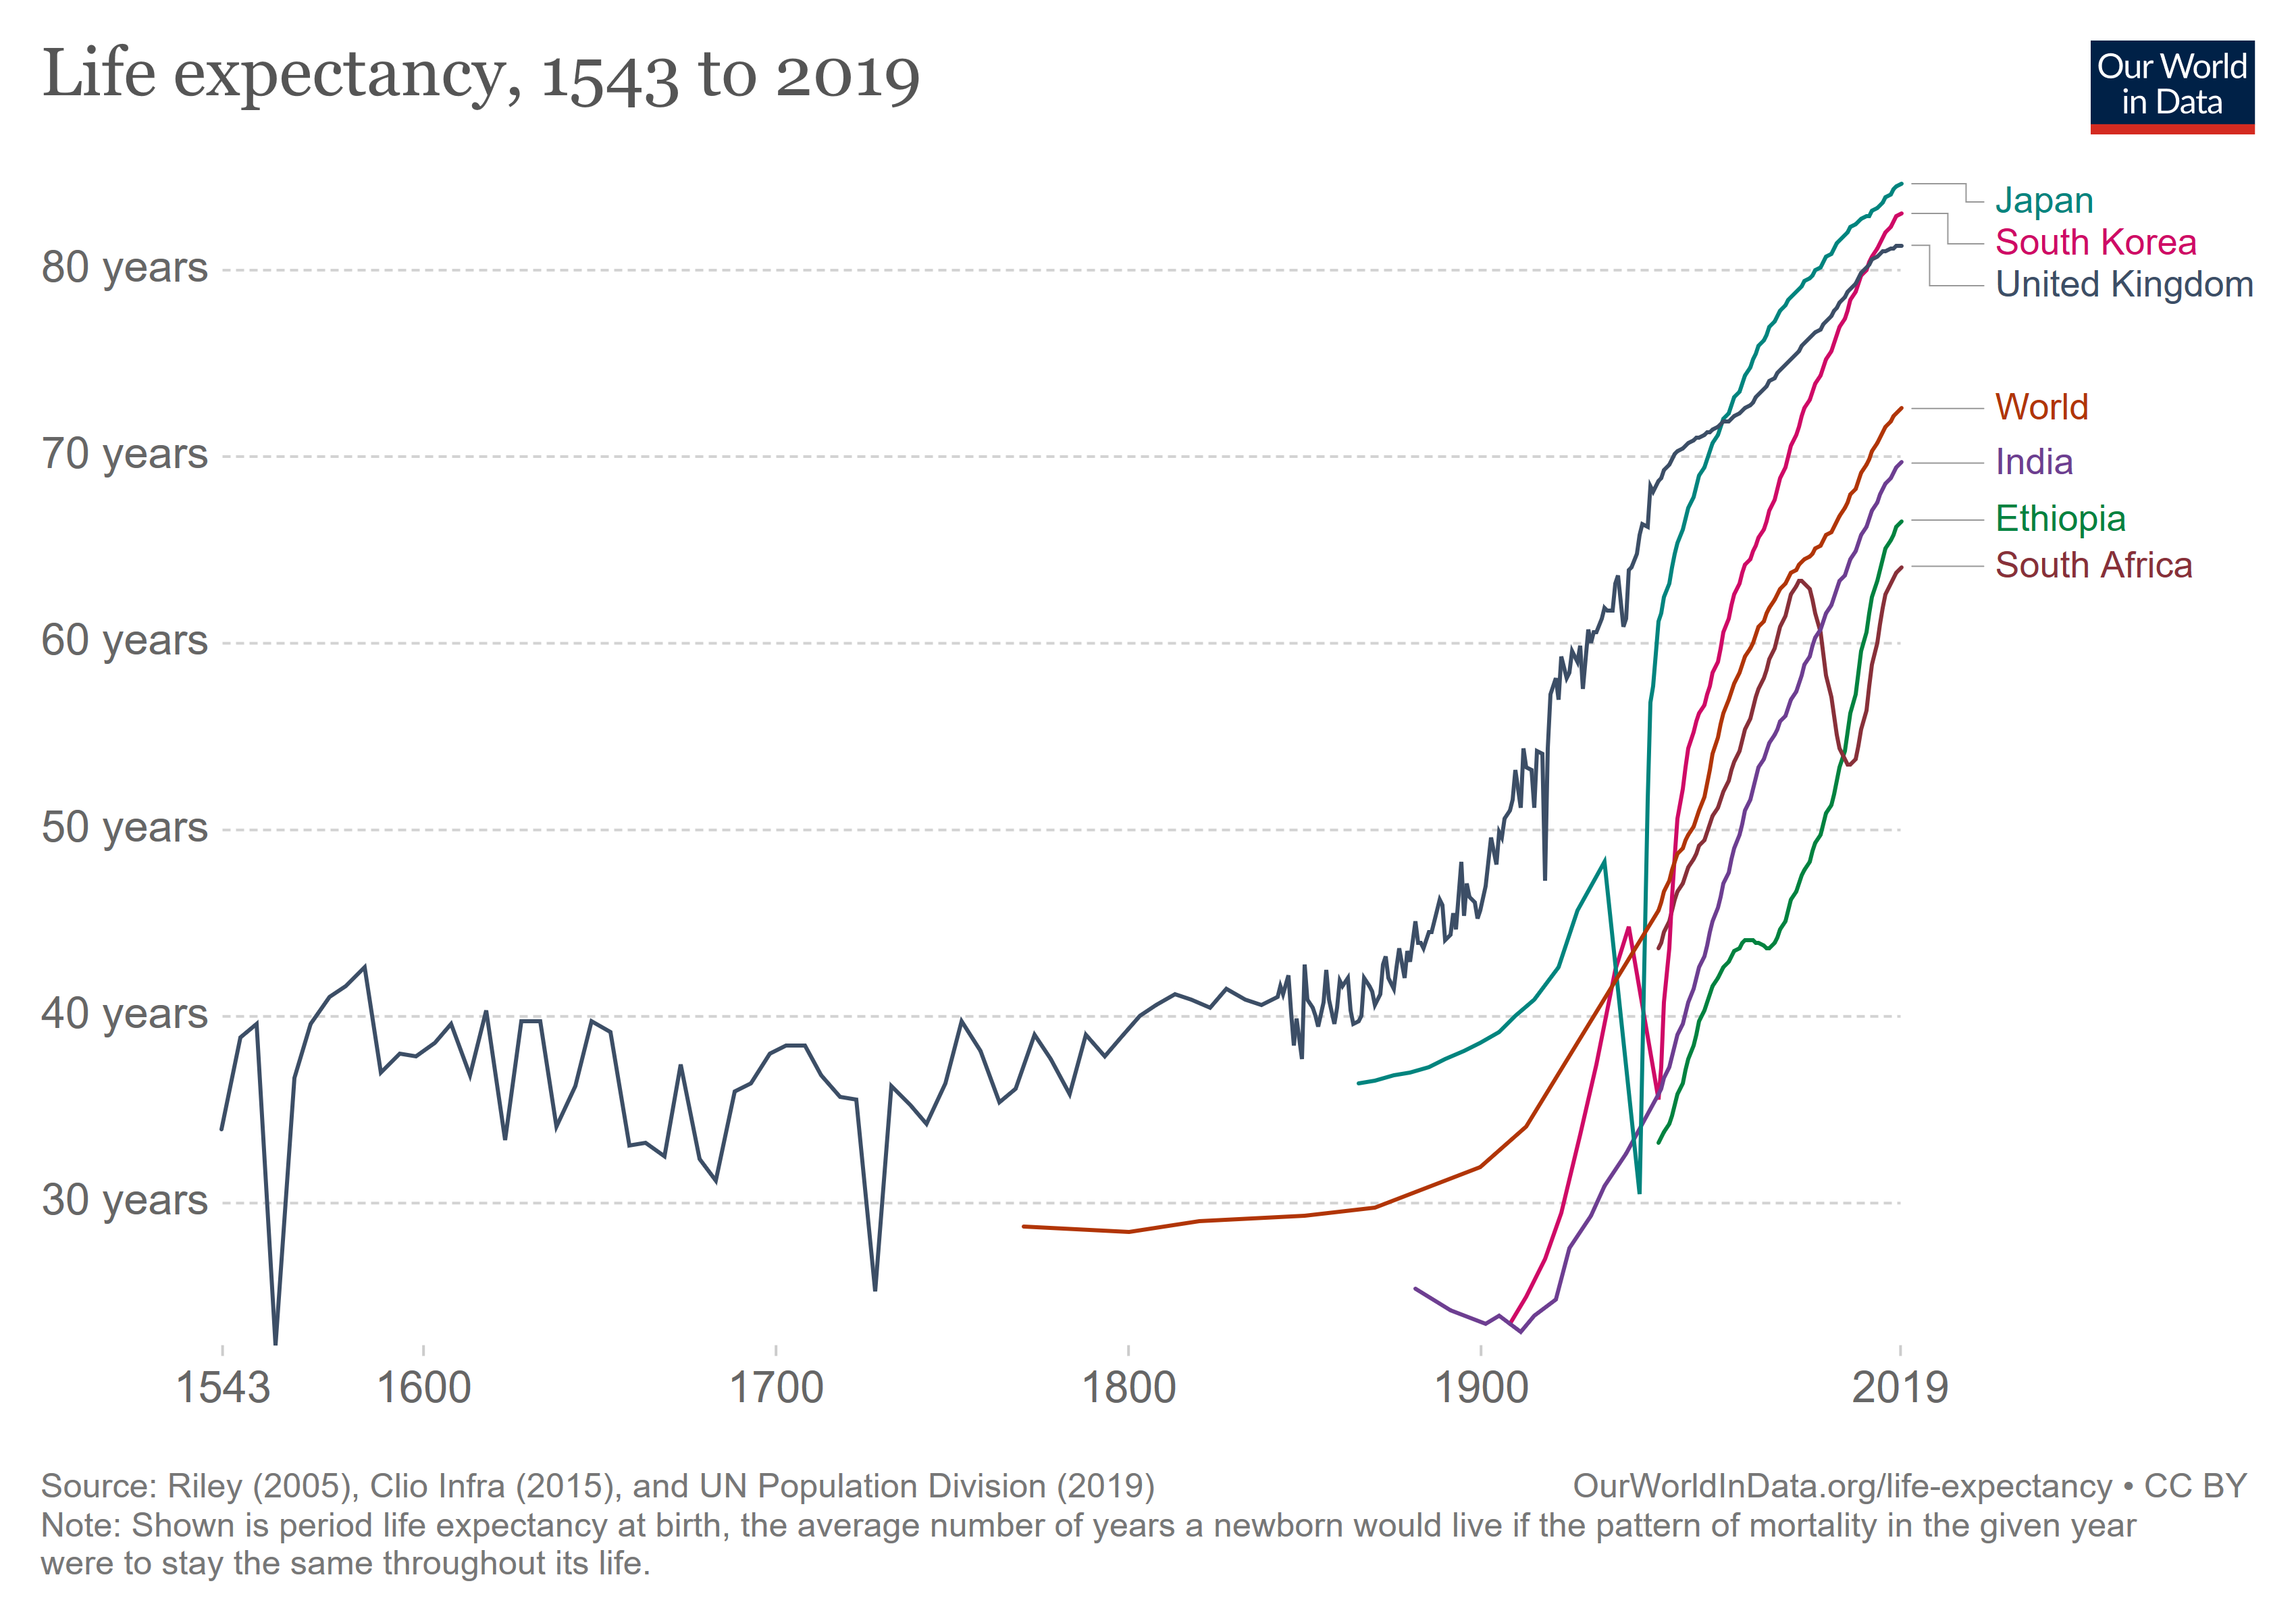 Life expectancy, 1543 to 2019
Our World
in Data
80 years
70 years
60 years
50 years
40 years
30 years
Japan
South Korea
United Kingdom
World
India
Ethiopia
South Africa
1543
1600
1700
1800
1900
2019
Source: Riley (2005), Clio Infra (2015), and UN Population Division (2019)
OurWorldInData.org/life-expectancy • CC BY
Note: Shown is period life expectancy at birth, the average number of years a newborn would live if the pattern of mortality in the given year
were to stay the same throughout its life.